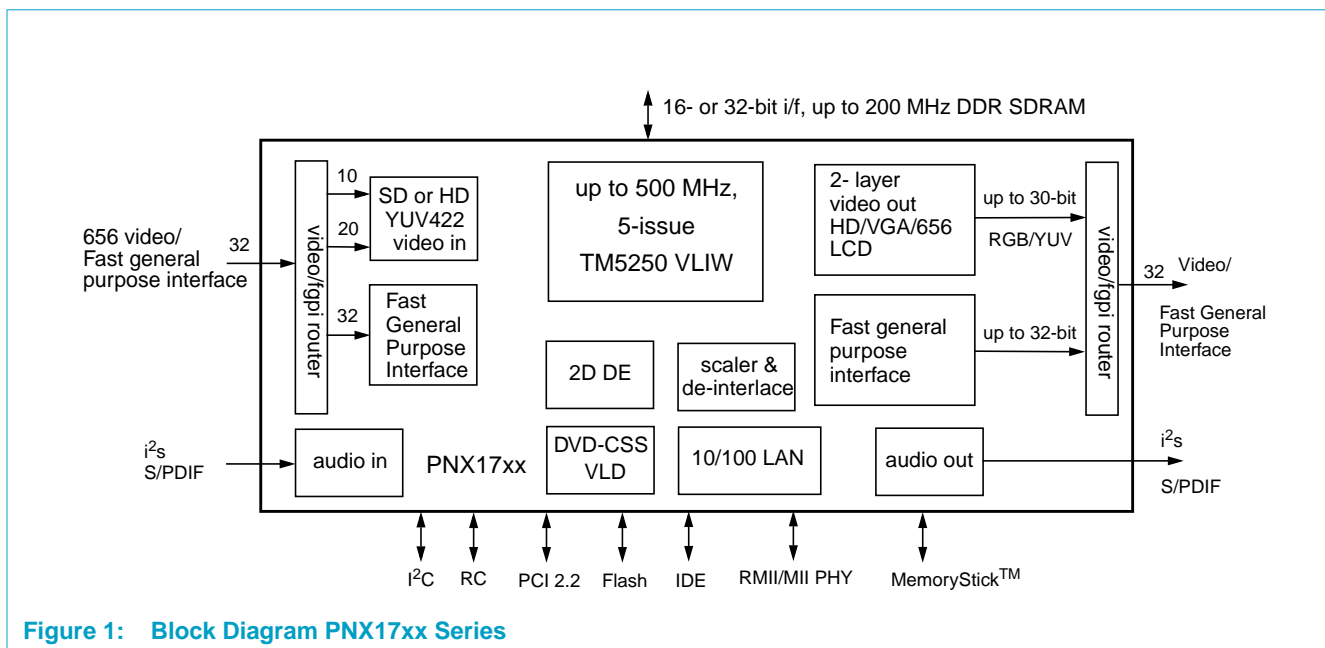 16- or 32-bit i/f, up to 200 MHz DDR SDRAM
656 video/
Fast general
purpose interface
32
video/fgpi router
10
20
32
SD or HD
YUV422
video in
Fast
General
Purpose
Interface
up to 500 MHz,
5-issue
TM5250 VLIW
2D DE
scaler &
de-interlace
2- layer
video out
HD/VGA/656
LCD
up to 30-bit
RGB/YUV
Fast general
purpose
interface
up to 32-bit
video/fgpi router
32
Video/
Fast General
Purpose
Interface
i2s
S/PDIF
audio in
PNX17xx
DVD-CSS
VLD
10/100 LAN
audio out
i2s
S/PDIF
I2C
RC
PCI 2.2
Flash
IDE
RMII/MII PHY
MemoryStickTM
Figure 1: Block Diagram PNX17xx Series